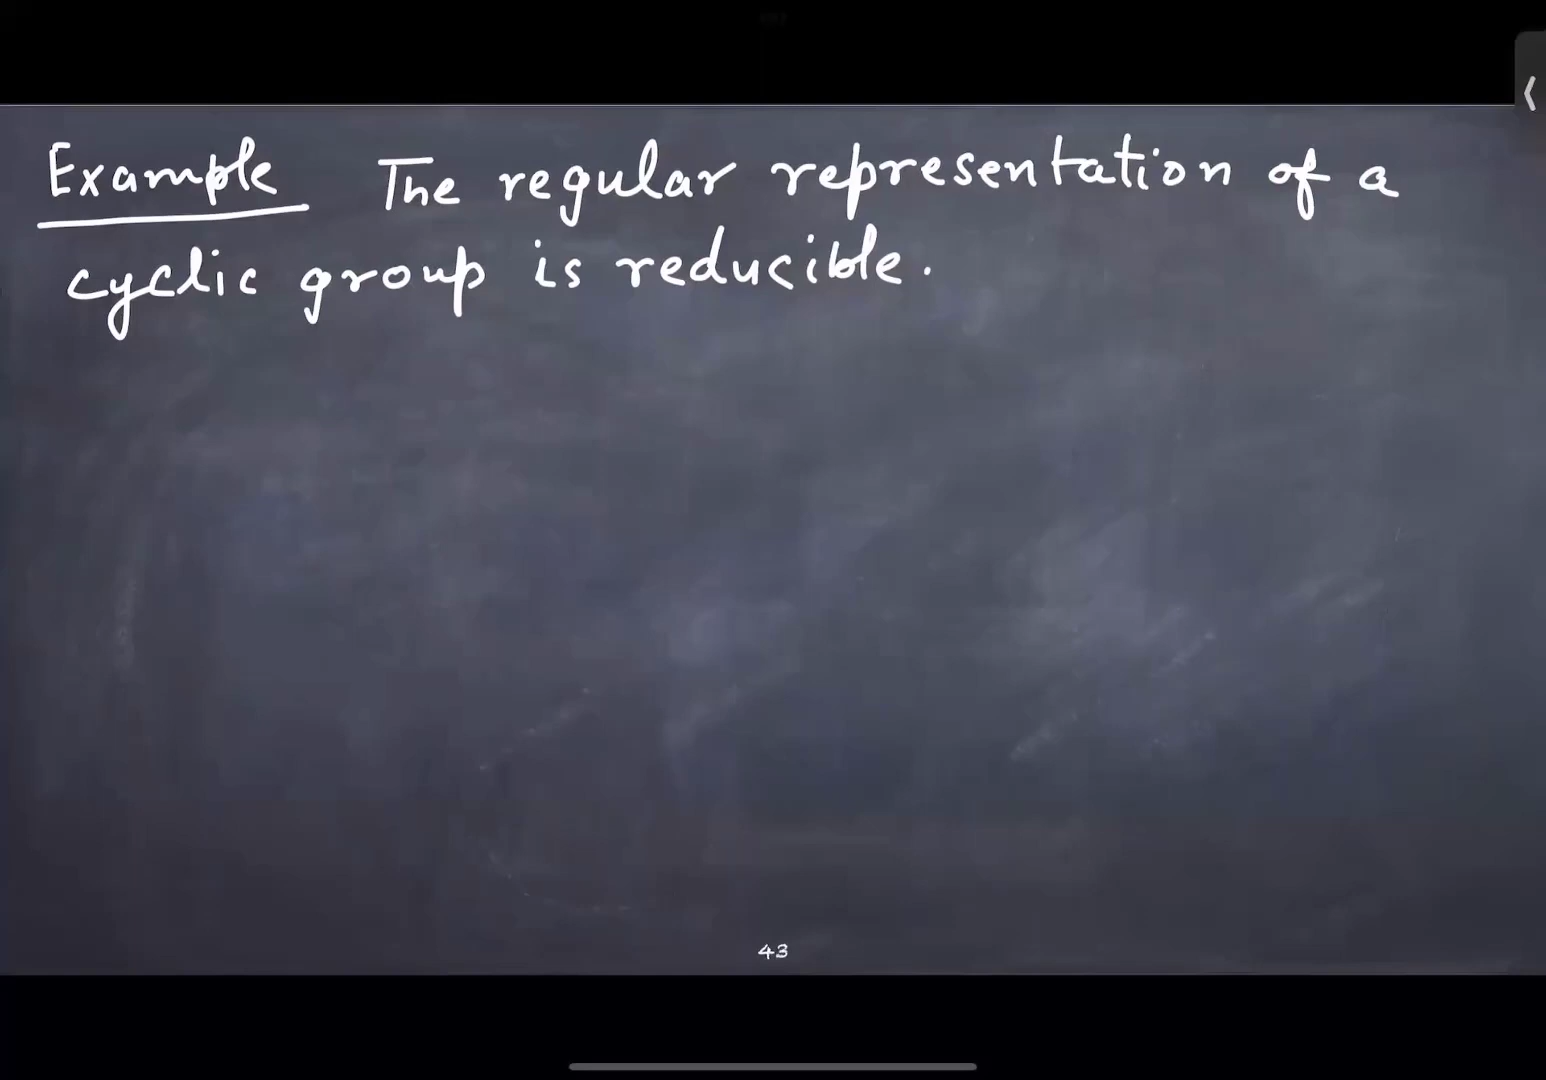 Example The regular representation of a
cyclic group is reducible.
43